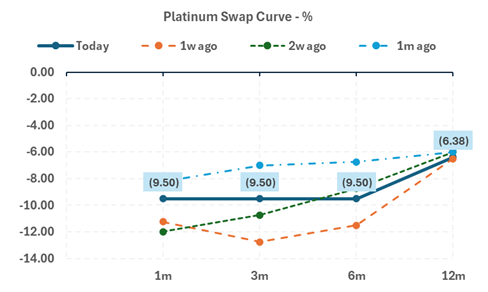 Platinum Swap Curve - %
Today 1w ago 2w ago 1m ago
0.00
-2.00
-4.00
-6.00
-8.00
-10.00
-12.00
-14.00
(9.50) (9.50) (9.50) (6.38)
1m 3m 6m 12m